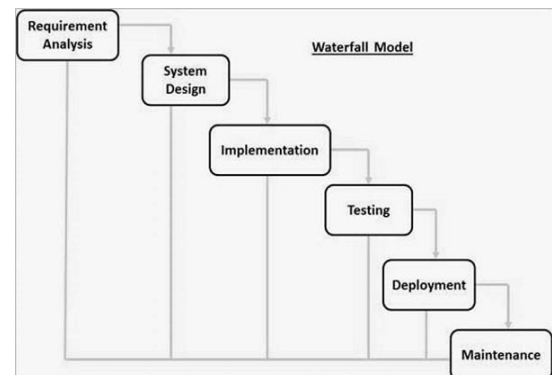 Requirement
Analysis
Waterfall Model
System
Design
Implementation
Testing
Deployment
Maintenance